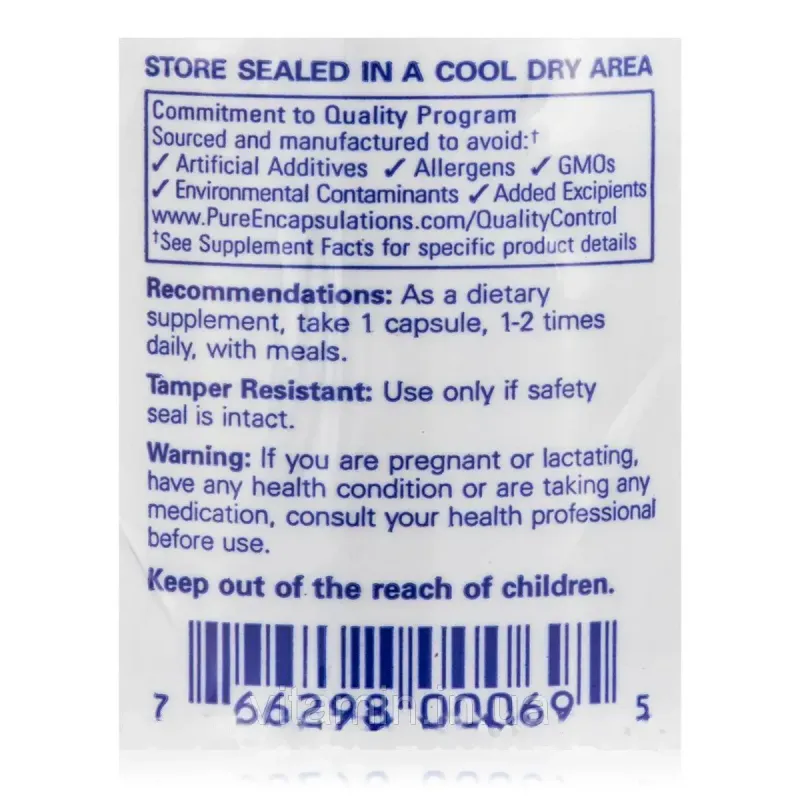 STORE SEALED IN A COOL DRY AREA
Commitment to Quality Program
Sourced and manufactured to avoid:†
✓ Artificial Additives ✓ Allergens ✓ GMOs
✓ Environmental Contaminants ✓ Added Excipients
www.PureEncapsulations.com/QualityControl
†See Supplement Facts for specific product details
Recommendations: As a dietary
supplement, take 1 capsule, 1-2 times
daily, with meals.
Tamper Resistant: Use only if safety
seal is intact.
Warning: If you are pregnant or lactating,
have any health condition or are taking any
medication, consult your health professional
before use.
Keep out of the reach of children.
7 66298 00069 5
vitamin.in.ua